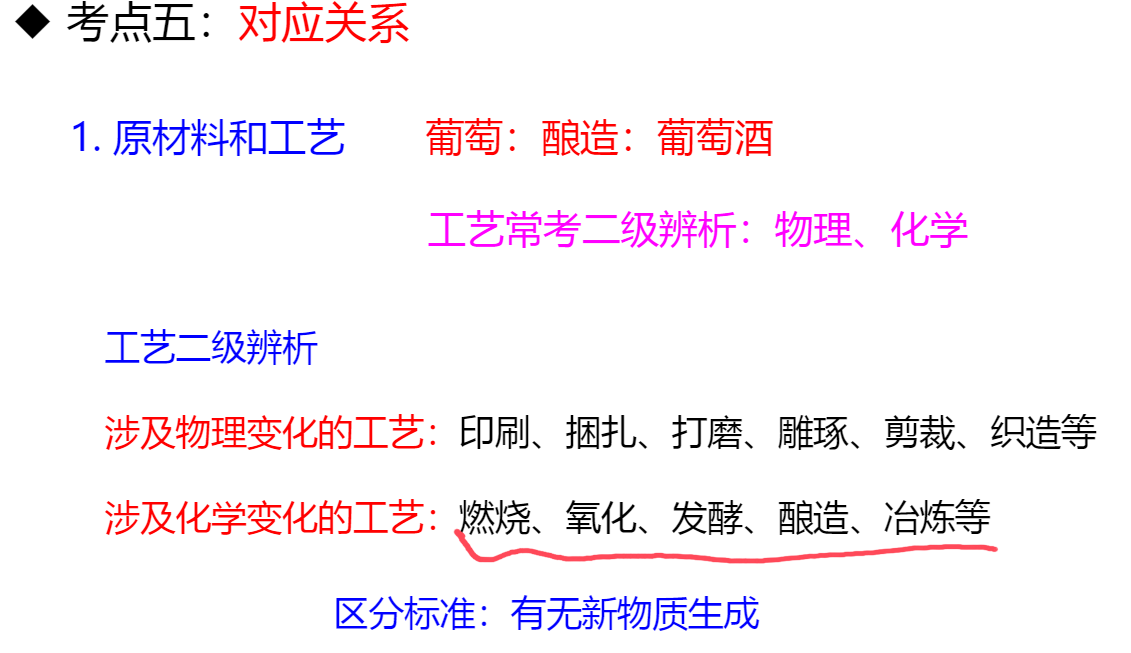 ◆ 考点五：对应关系
1. 原材料和工艺 葡萄：酿造：葡萄酒
工艺常考二级辨析：物理、化学
工艺二级辨析
涉及物理变化的工艺：印刷、捆扎、打磨、雕琢、剪裁、织造等
涉及化学变化的工艺：燃烧、氧化、发酵、酿造、冶炼等
区分标准：有无新物质生成